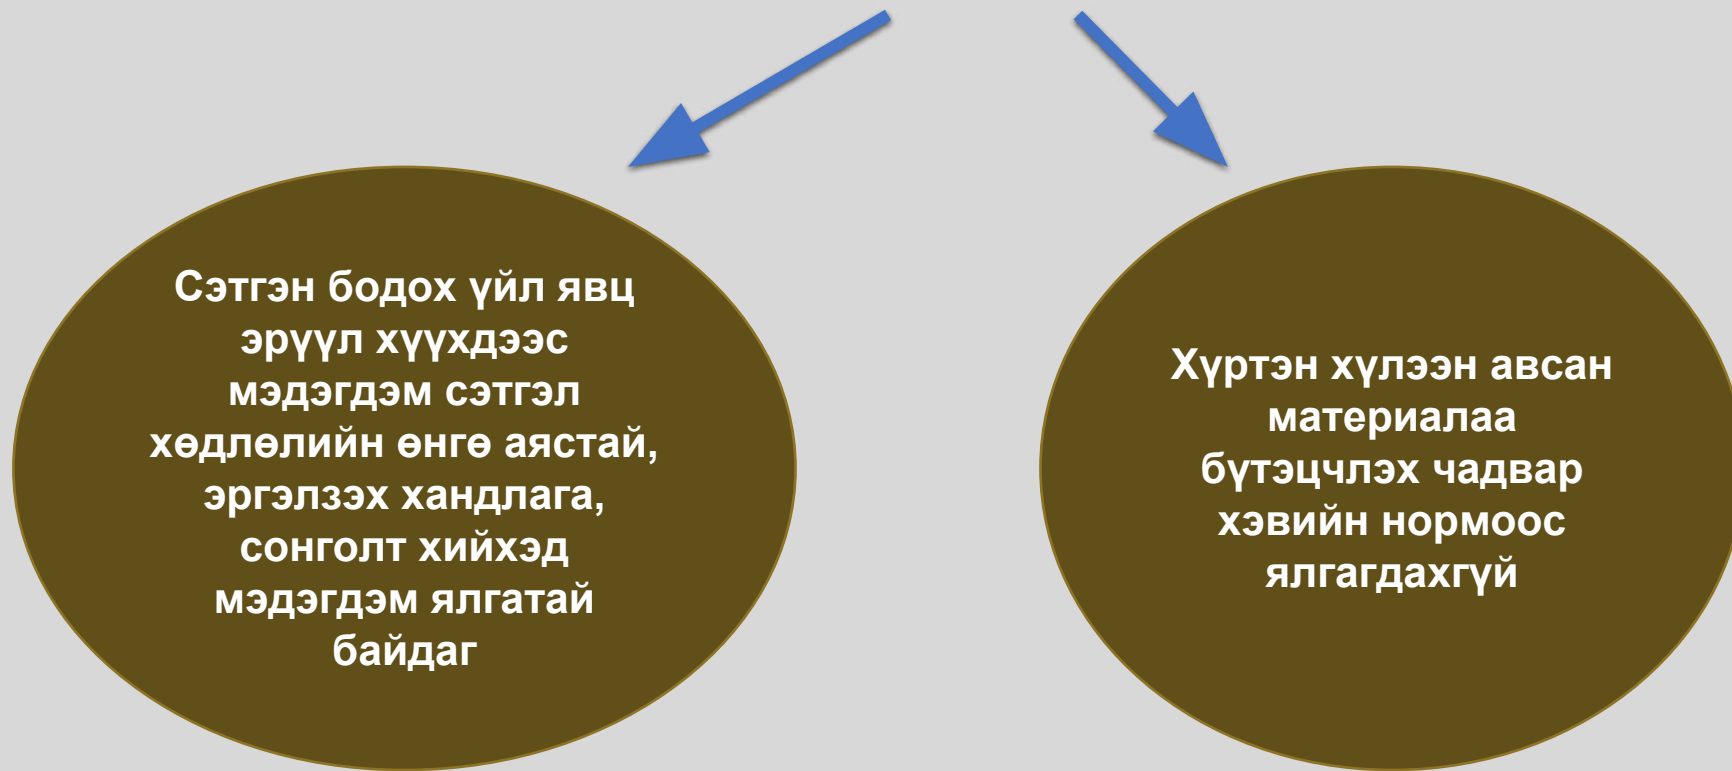 Сэтгэн бодох үйл явц
эрүүл хүүхдээс
мэдэгдэм сэтгэл
хөдлөлийн өнгө аястай,
эргэлзэх хандлага,
сонголт хийхэд
мэдэгдэм ялгатай
байдаг
Хүртэн хүлээн авсан
материалаа
бүтэцчлэх чадвар
хэвийн нормоос
ялгагдахгүй